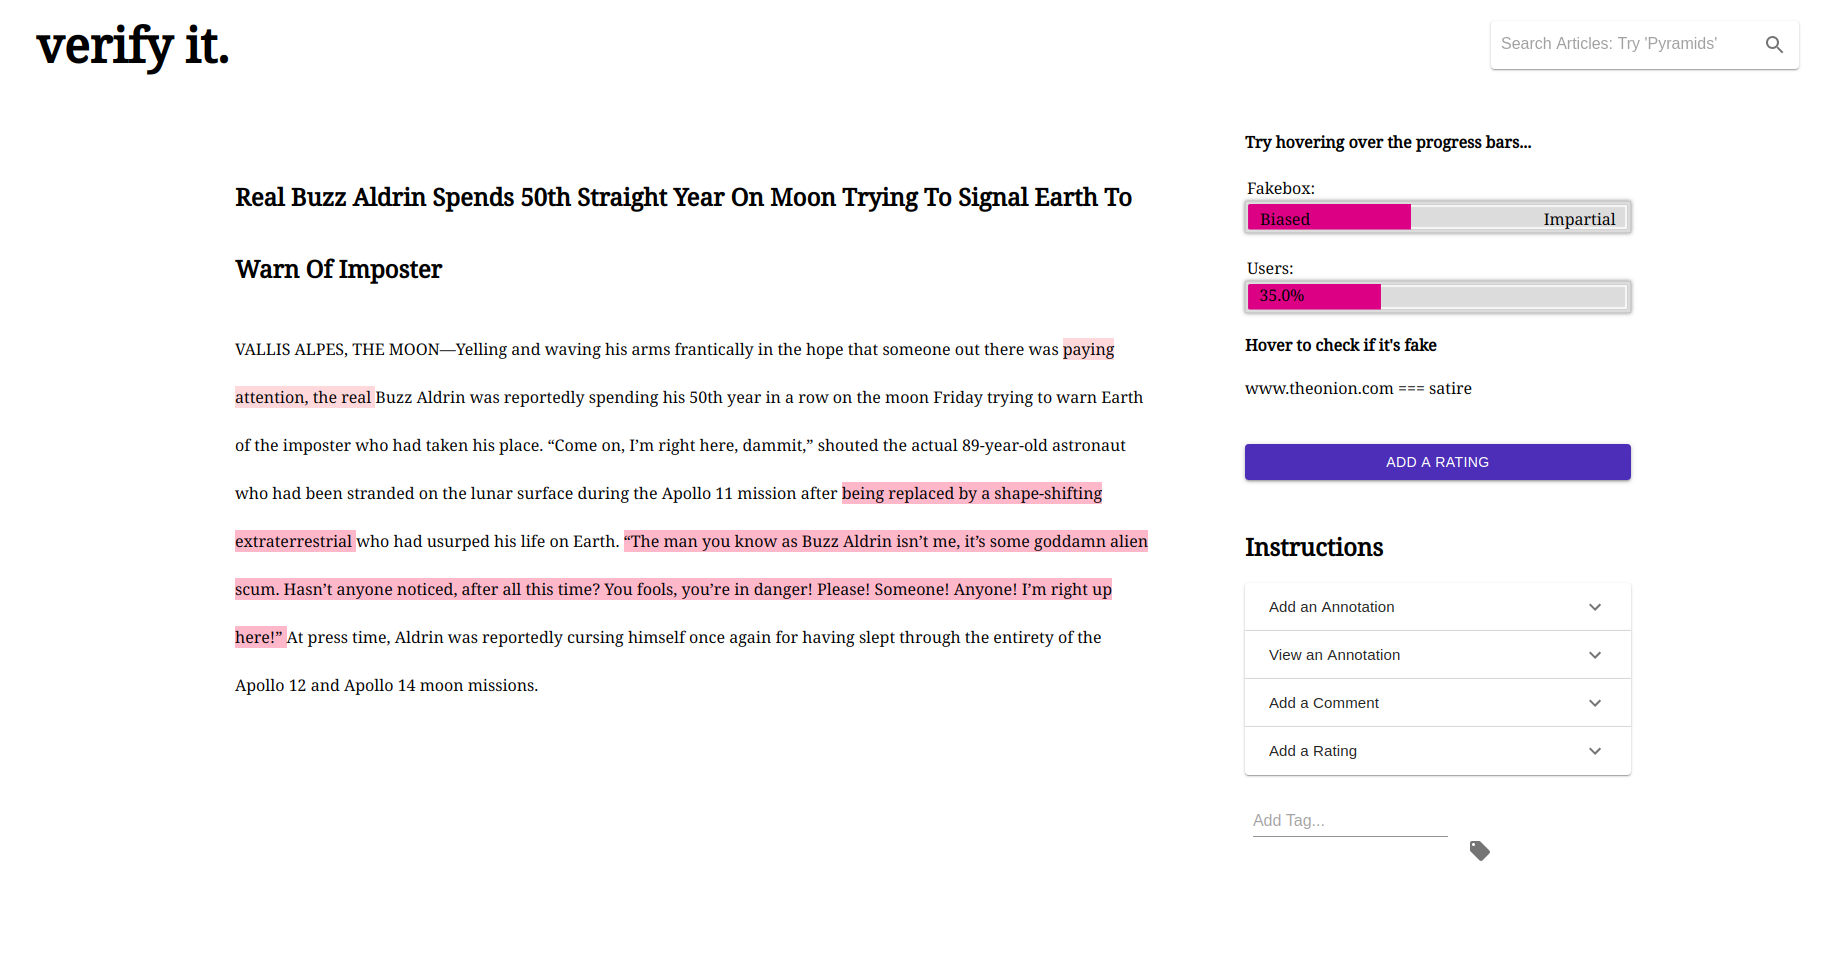 verify it.
Search Articles: Try 'Pyramids'
Real Buzz Aldrin Spends 50th Straight Year On Moon Trying To Signal Earth To
Warn Of Imposter
VALLIS ALPES, THE MOON—Yelling and waving his arms frantically in the hope that someone out there was paying
attention, the real Buzz Aldrin was reportedly spending his 50th year in a row on the moon Friday trying to warn Earth
of the imposter who had taken his place. “Come on, I’m right here, dammit,” shouted the actual 89-year-old astronaut
who had been stranded on the lunar surface during the Apollo 11 mission after being replaced by a shape-shifting
extraterrestrial who had usurped his life on Earth. “The man you know as Buzz Aldrin isn’t me, it’s some goddamn alien
scum. Hasn’t anyone noticed, after all this time? You fools, you’re in danger! Please! Someone! Anyone! I’m right up
here!” At press time, Aldrin was reportedly cursing himself once again for having slept through the entirety of the
Apollo 12 and Apollo 14 moon missions.
Try hovering over the progress bars...
Fakebox:
Biased Impartial
Users:
35.0%
Hover to check if it's fake
www.theonion.com === satire
ADD A RATING
Instructions
Add an Annotation
View an Annotation
Add a Comment
Add a Rating
Add Tag...